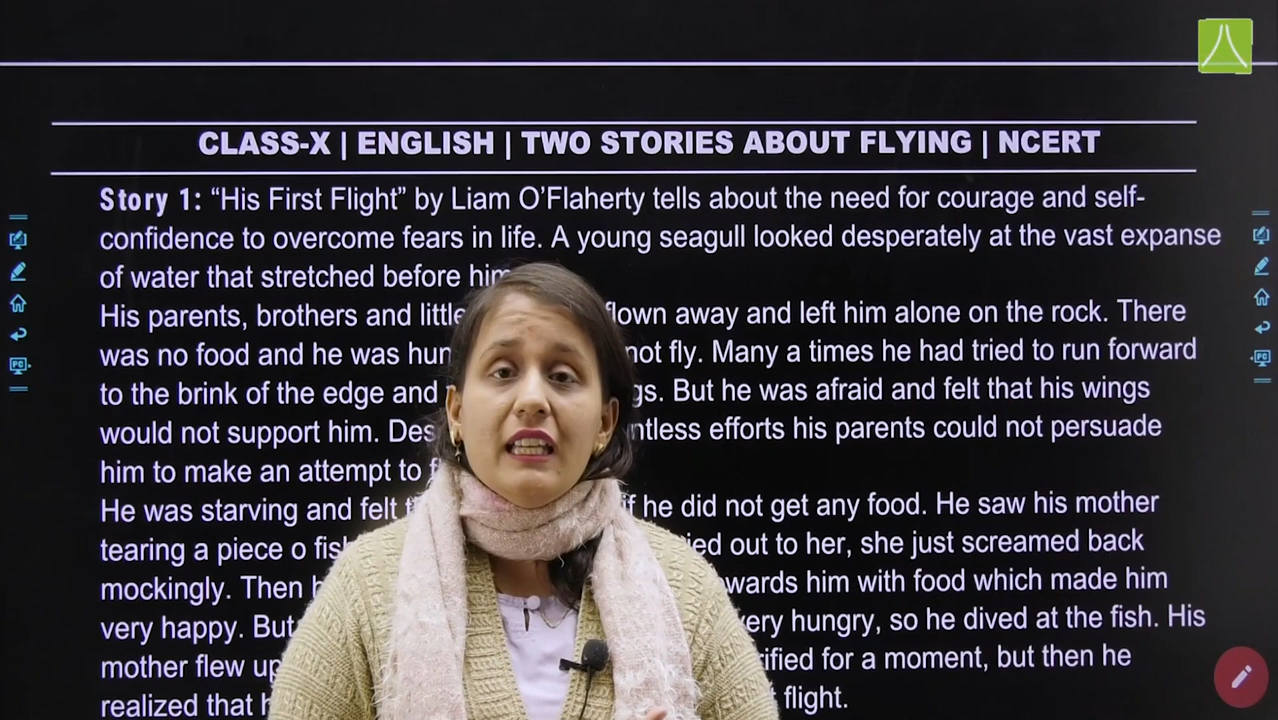 CLASS-X | ENGLISH | TWO STORIES ABOUT FLYING | NCERT
Story 1: “His First Flight” by Liam O’Flaherty tells about the need for courage and self-
confidence to overcome fears in life. A young seagull looked desperately at the vast expanse
of water that stretched before him
His parents, brothers and little flown away and left him alone on the rock. There
was no food and he was not fly. Many a times he had tried to run forward
to the brink of the edge and But he was afraid and felt that his wings
would not support him. efforts his parents could not persuade
him to make an attempt to
He was starving and felt if he did not get any food. He saw his mother
tearing a piece o out to her, she just screamed back
mockingly. Then him with food which made him
very happy. But very hungry, so he dived at the fish. His
mother flew for a moment, but then he
realized that flight.
PC
PC